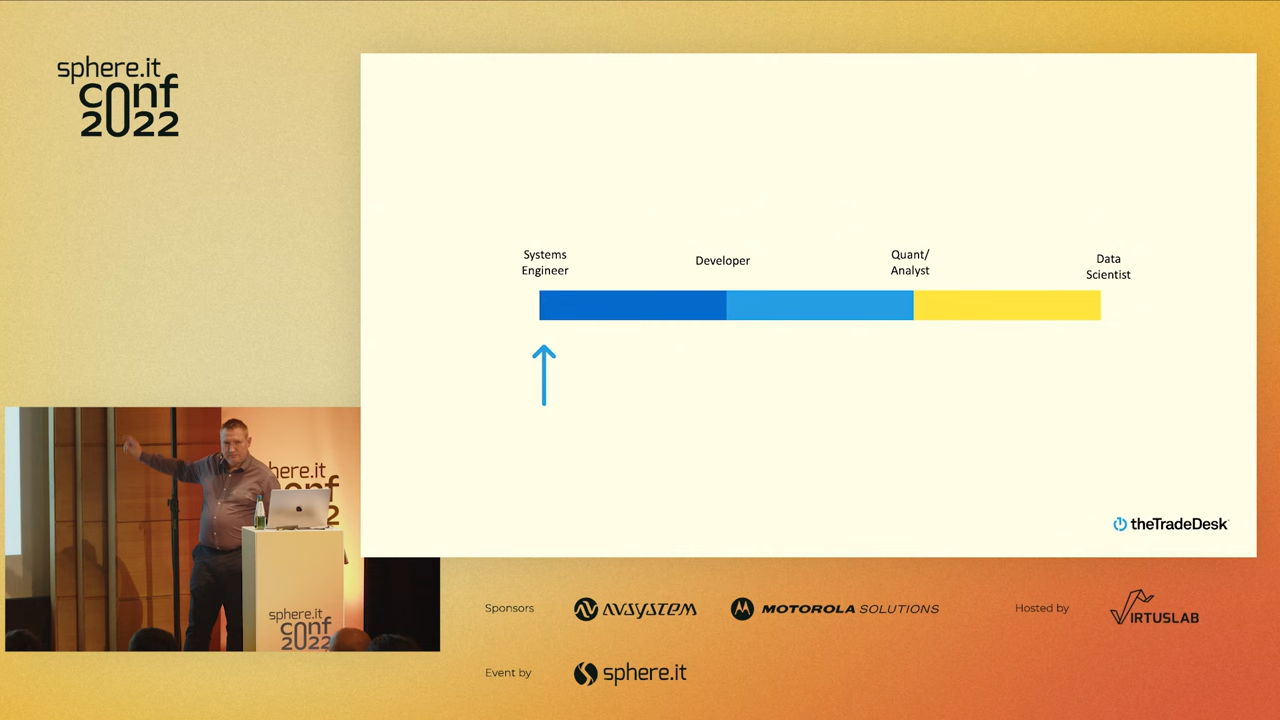 sphere.it
conf
2022
Systems
Engineer
Developer
Quant/
Analyst
Data
Scientist
theTradeDesk
here.it
onf
2
sphere.it
conf
2022
Sponsors
AVSYSTEM
MOTOROLA SOLUTIONS
Hosted by
VIRTUSLAB
Event by
sphere.it